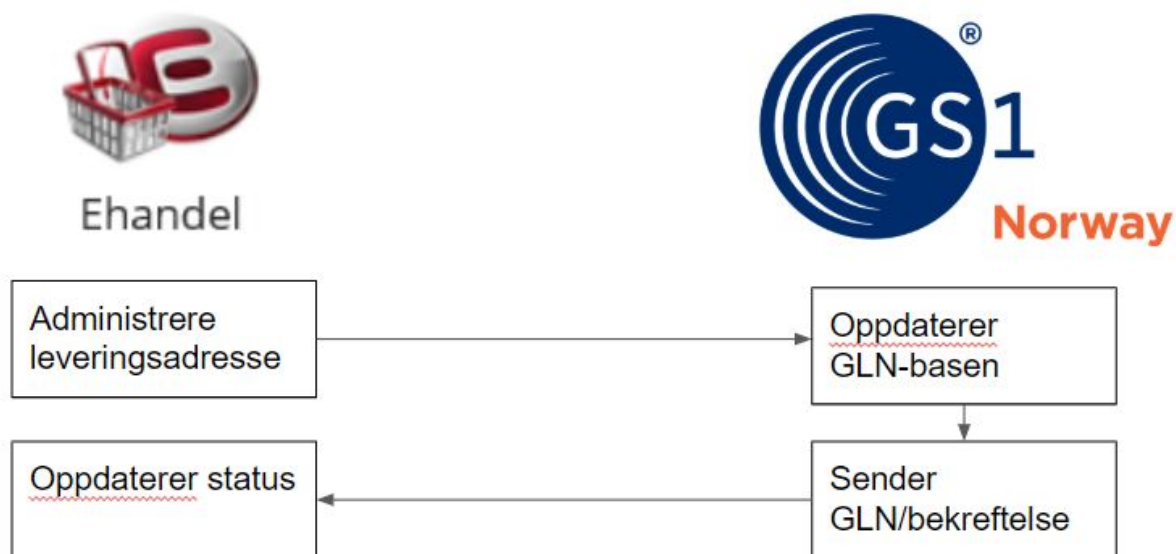 ®
GS1
Ehandel
Norway
Administrere
leveringsadresse
Oppdaterer
GLN-basen
Oppdaterer status
Sender
GLN/bekreftelse